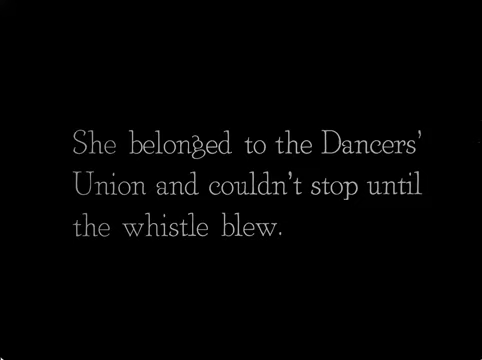 She belonged to the Dancers’
Union and couldn’t stop until
the whistle blew.